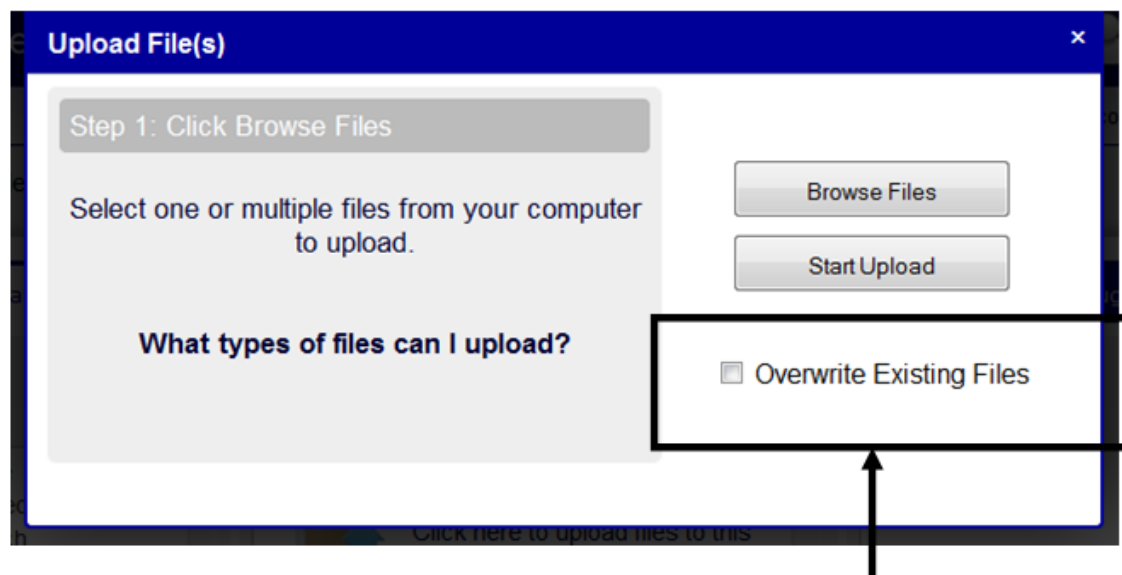 Upload File(s)
×
Step 1: Click Browse Files
Select one or multiple files from your computer
to upload.
What types of files can I upload?
Browse Files
Start Upload
Overwrite Existing Files
Click here to upload files to this